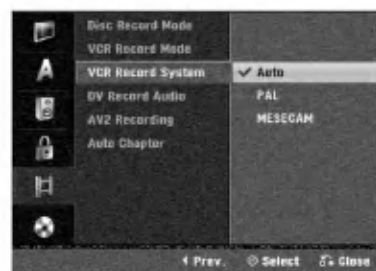 Disc Record Mode
VCR Record Mode
VCR Record System
✓ Auto
DV Record Audio
PAL
AV2 Recording
MESECAM
Auto Chapter
A
Prev.
Select
Close